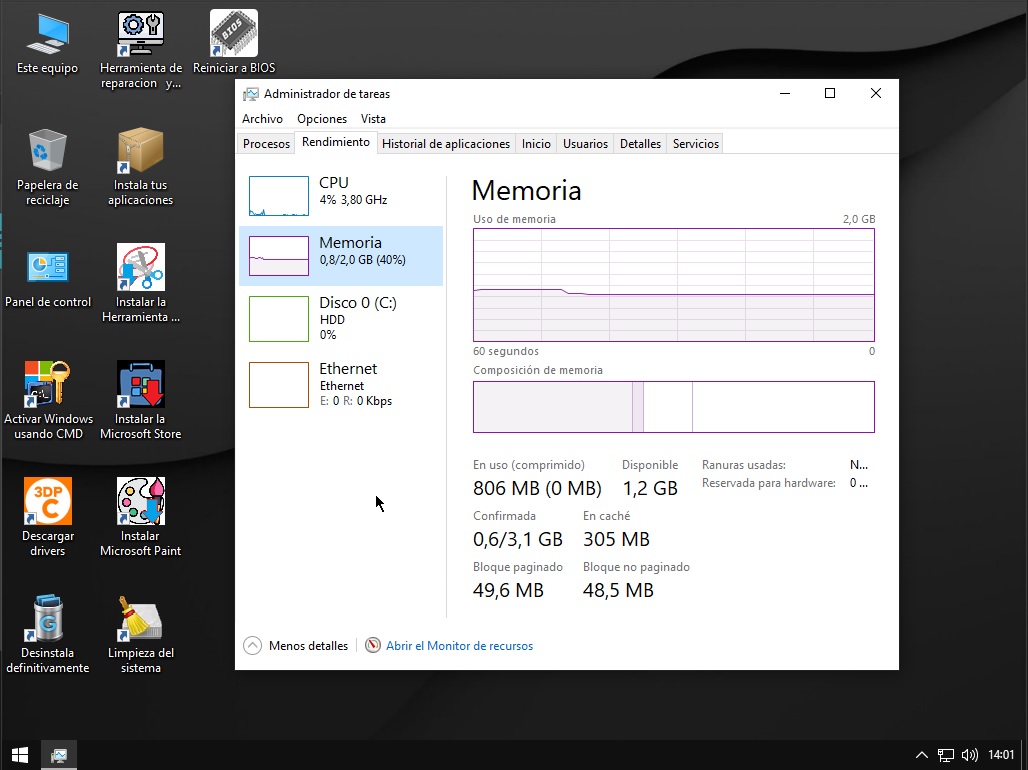 Este equipo
Herramienta de
reparacion y...
Reiniciar a BIOS
BIOS
Papelera de
reciclaje
Instala tus
aplicaciones
Panel de control
Instalar la
Herramienta ...
Activar Windows
usando CMD
Instalar la
Microsoft Store
3DP
C
Descargar
drivers
Instalar
Microsoft Paint
G
Desinstala
definitivamente
Limpieza del
sistema
Administrador de tareas
Archivo Opciones Vista
Procesos Rendimiento Historial de aplicaciones Inicio Usuarios Detalles Servicios
CPU
4% 3,80 GHz
Memoria
0,8/2,0 GB (40%)
Disco 0 (C:)
HDD
0%
Ethernet
Ethernet
E: 0 R: 0 Kbps
Memoria
Uso de memoria 2,0 GB
60 segundos 0
Composición de memoria
En uso (comprimido) Disponible
806 MB (0 MB) 1,2 GB
Confirmada En caché
0,6/3,1 GB 305 MB
Bloque paginado Bloque no paginado
49,6 MB 48,5 MB
Ranuras usadas: N...
Reservada para hardware: 0 ...
Menos detalles Abrir el Monitor de recursos
14:01